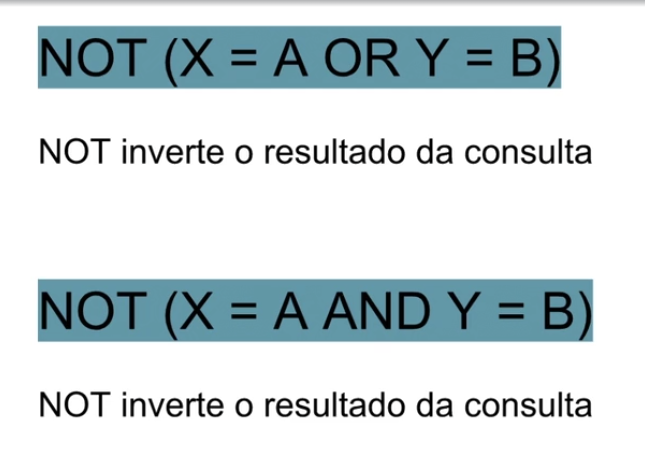 NOT (X = A OR Y = B)
NOT inverte o resultado da consulta
NOT (X = A AND Y = B)
NOT inverte o resultado da consulta